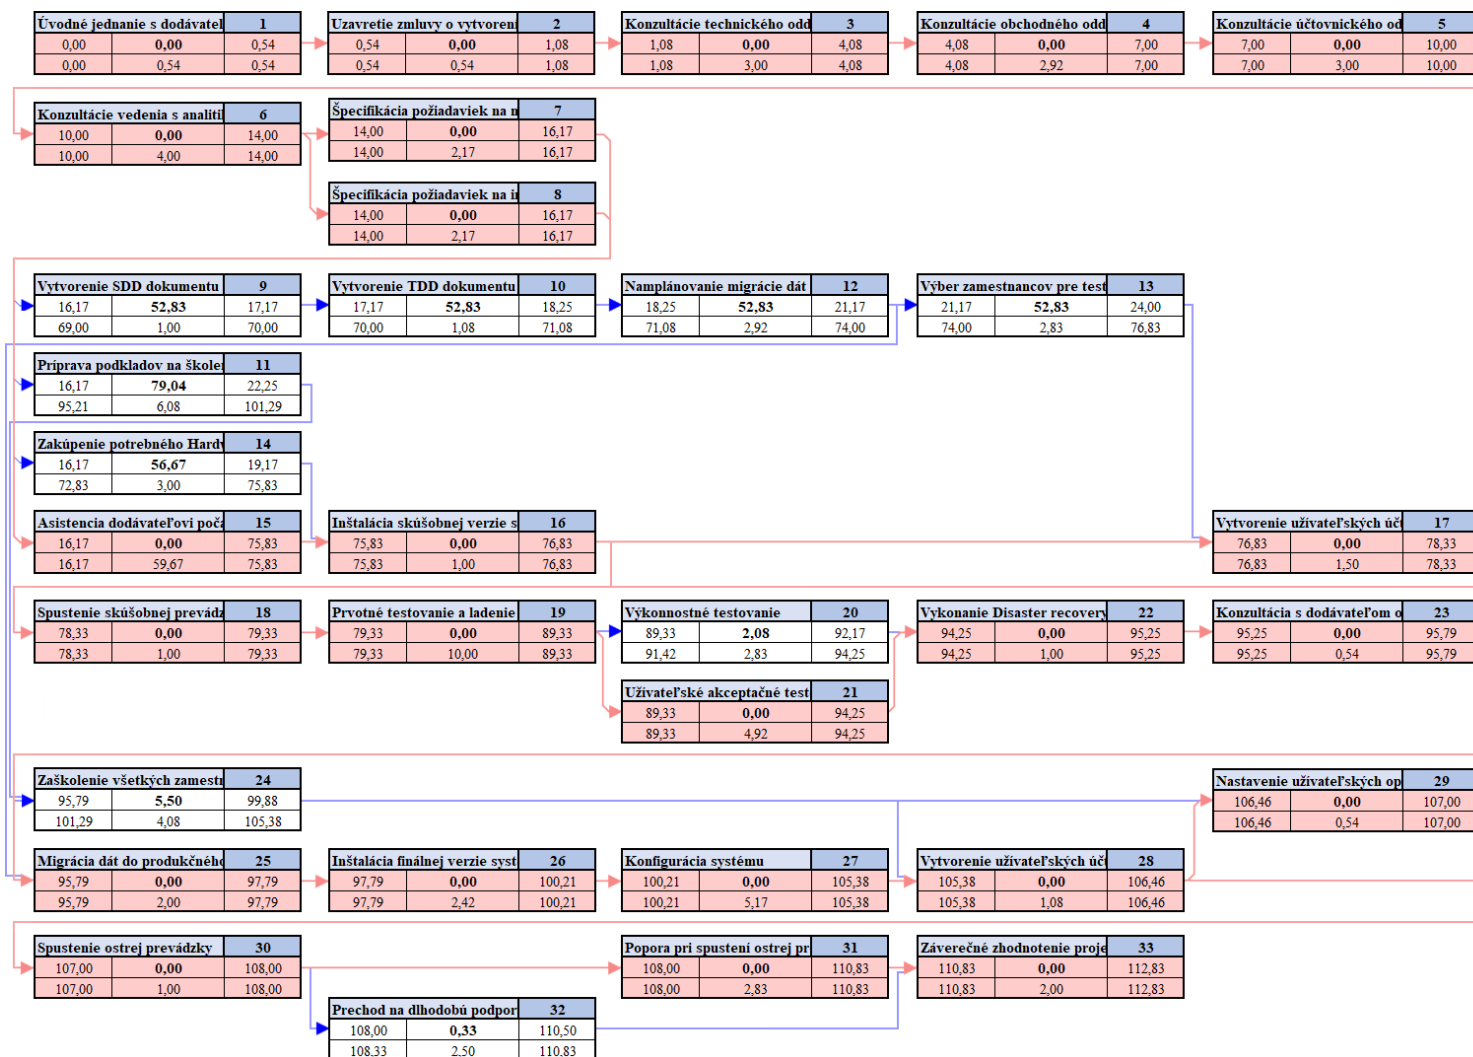 Úvodné jednanie s dodávateľ 1 Uzavretie zmluvy o vytvoreni 2 Konzultácie technického odd 3 Konzultácie obchodného odd 4 Konzultácie účtovnického od 5
0,00 0,00 0,54 0,54 0,00 1,08 1,08 0,00 4,08 4,08 0,00 7,00 7,00 0,00 10,00
0,00 0,54 0,54 0,54 0,54 1,08 1,08 3,00 4,08 4,08 2,92 7,00 7,00 3,00 10,00
Konzultácie vedenia s analitik 6 Špecifikácia požiadaviek na n 7
10,00 0,00 14,00 14,00 0,00 16,17
10,00 4,00 14,00 14,00 2,17 16,17
Špecifikácia požiadaviek na in 8
14,00 0,00 16,17
14,00 2,17 16,17
Vytvorenie SDD dokumentu 9 Vytvorenie TDD dokumentu 10 Namplánovanie migrácie dát 12 Výber zamestnancov pre test 13
16,17 52,83 17,17 17,17 52,83 18,25 18,25 52,83 21,17 21,17 52,83 24,00
69,00 1,00 70,00 70,00 1,08 71,08 71,08 2,92 74,00 74,00 2,83 76,83
Príprava podkladov na školen 11
16,17 79,04 22,25
95,21 6,08 101,29
Zakúpenie potrebného Hardw 14
16,17 56,67 19,17
72,83 3,00 75,83
Asistencia dodávateľovi poča 15 Inštalácia skúšobnej verzie s 16 Vytvorenie užívateľských účt 17
16,17 0,00 75,83 75,83 0,00 76,83 76,83 0,00 78,33
16,17 59,67 75,83 75,83 1,00 76,83 76,83 1,50 78,33
Spustenie skúšobnej prevádz 18 Prvotné testovanie a ladenie 19 Výkonnostné testovanie 20 Vykonanie Disaster recovery 22 Konzultácia s dodávateľom o 23
78,33 0,00 79,33 79,33 0,00 89,33 89,33 2,08 92,17 94,25 0,00 95,25 95,25 0,00 95,79
78,33 1,00 79,33 79,33 10,00 89,33 91,42 2,83 94,25 94,25 1,00 95,25 95,25 0,54 95,79
Užívateľské akceptačné test 21
89,33 0,00 94,25
89,33 4,92 94,25
Zaškolenie všetkých zamestn 24 Nastavenie užívateľských op 29
95,79 5,50 99,88 106,46 0,00 107,00
101,29 4,08 105,38 106,46 0,54 107,00
Migrácia dát do produkčného 25 Inštalácia finálnej verzie syst 26 Konfigurácia systému 27 Vytvorenie užívateľských účt 28
95,79 0,00 97,79 97,79 0,00 100,21 100,21 0,00 105,38 105,38 0,00 106,46
95,79 2,00 97,79 97,79 2,42 100,21 100,21 5,17 105,38 105,38 1,08 106,46
Spustenie ostrej prevádzky 30 Popora pri spustení ostrej pr 31 Záverečné zhodnotenie proje 33
107,00 0,00 108,00 108,00 0,00 110,83 110,83 0,00 112,83
107,00 1,00 108,00 108,00 2,83 110,83 110,83 2,00 112,83
Prechod na dlhodobú podpor 32
108,00 0,33 110,50
108,33 2,50 110,83